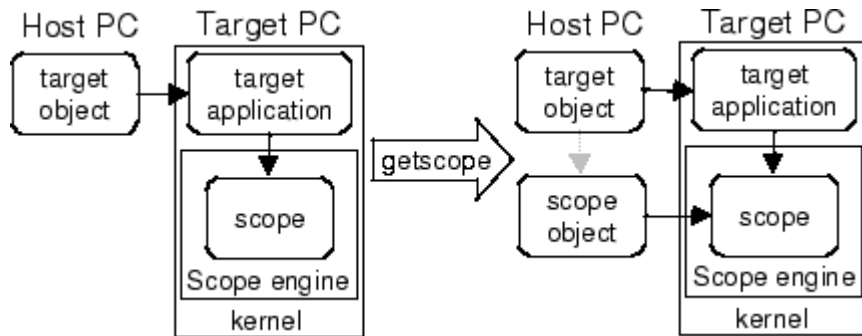 Host PC
Target PC
target
object
target
application
scope
Scope engine
kernel
getscope
Host PC
Target PC
target
object
target
application
scope
object
scope
Scope engine
kernel